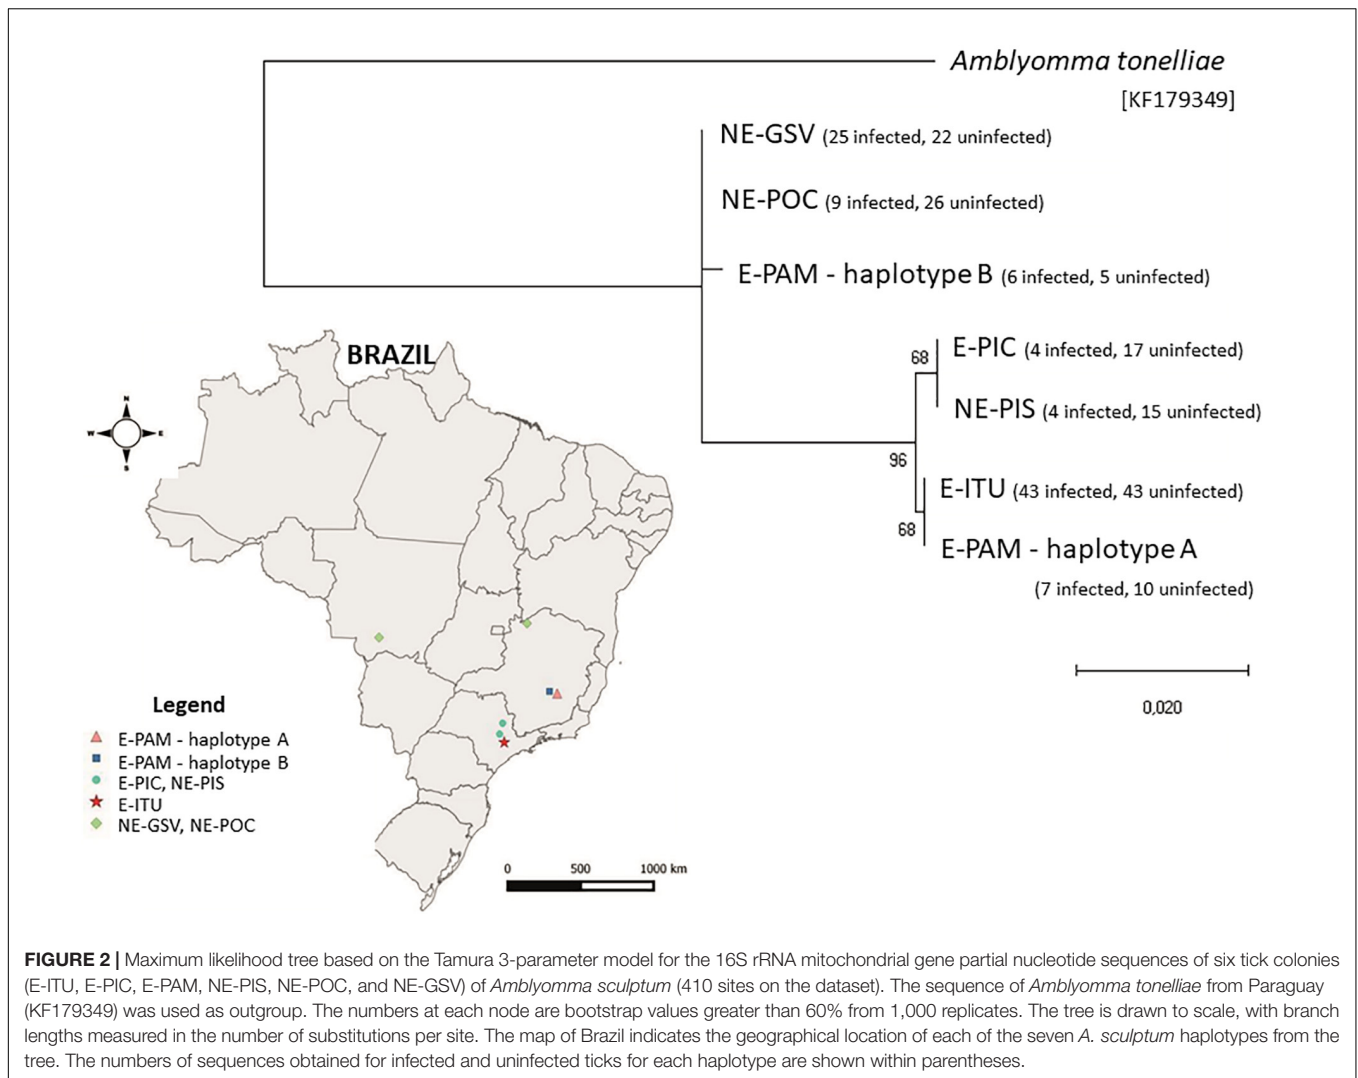 Amblyomma tonelliae
[KF179349]
NE-GSV (25 infected, 22 uninfected)
NE-POC (9 infected, 26 uninfected)
E-PAM - haplotype B (6 infected, 5 uninfected)
68
E-PIC (4 infected, 17 uninfected)
NE-PIS (4 infected, 15 uninfected)
96
E-ITU (43 infected, 43 uninfected)
68
E-PAM - haplotype A
(7 infected, 10 uninfected)
0,020
BRAZIL
N
W E
S
Legend
E-PAM - haplotype A
E-PAM - haplotype B
E-PIC, NE-PIS
E-ITU
NE-GSV, NE-POC
0 500 1000 km
FIGURE 2 | Maximum likelihood tree based on the Tamura 3-parameter model for the 16S rRNA mitochondrial gene partial nucleotide sequences of six tick colonies
(E-ITU, E-PIC, E-PAM, NE-PIS, NE-POC, and NE-GSV) of Amblyomma sculptum (410 sites on the dataset). The sequence of Amblyomma tonelliae from Paraguay
(KF179349) was used as outgroup. The numbers at each node are bootstrap values greater than 60% from 1,000 replicates. The tree is drawn to scale, with branch
lengths measured in the number of substitutions per site. The map of Brazil indicates the geographical location of each of the seven A. sculptum haplotypes from the
tree. The numbers of sequences obtained for infected and uninfected ticks for each haplotype are shown within parentheses.